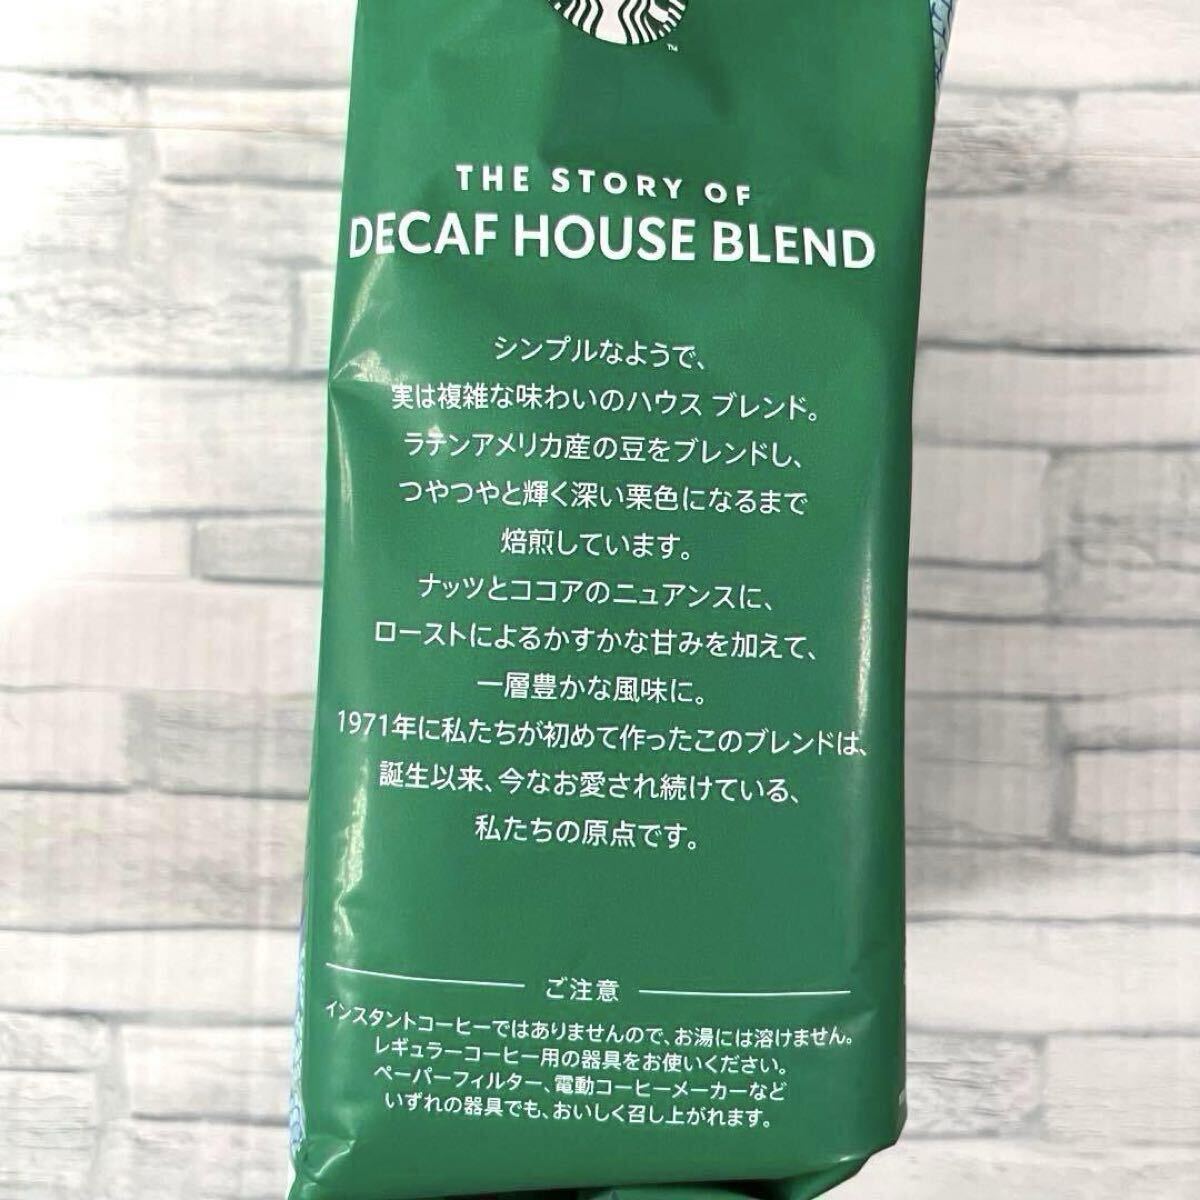 THE STORY OF
DECAF HOUSE BLEND
シンプルなようで、
実は複雑な味わいのハウス ブレンド。
ラテンアメリカ産の豆をブレンドし、
つやつやと輝く深い栗色になるまで
焙煎しています。
ナッツとココアのニュアンスに、
ローストによるかすかな甘みを加えて、
一層豊かな風味に。
1971年に私たちが初めて作ったこのブレンドは、
誕生以来、今なお愛され続けている、
私たちの原点です。
ご注意
インスタントコーヒーではありませんので、お湯には溶けません。
レギュラーコーヒー用の器具をお使いください。
ペーパーフィルター、電動コーヒーメーカーなど
いずれの器具でも、おいしく召し上がれます。